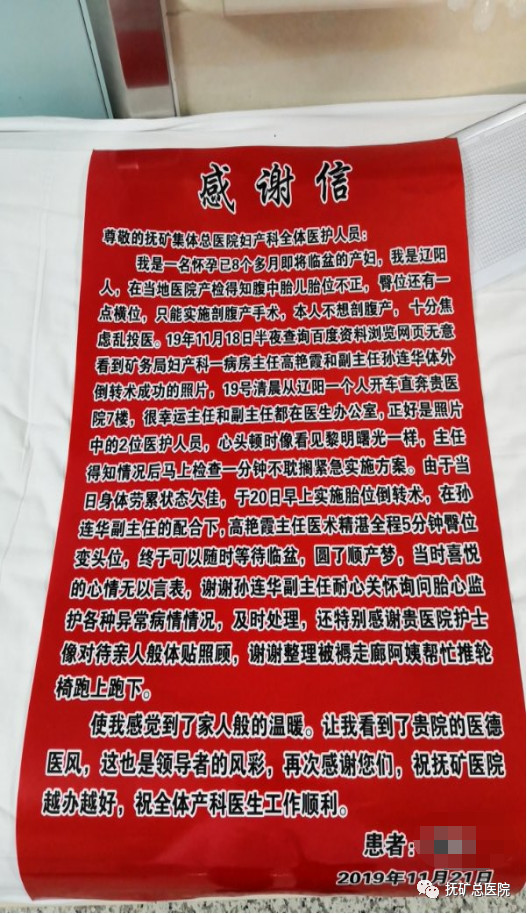 感谢信
尊敬的抚矿集体总医院妇产科全体医护人员：
我是一名怀孕已8个多月即将临盆的产妇，我是辽阳
人，在当地医院产检得知腹中胎儿胎位不正，臀位还有一
点横位，只能实施剖腹产手术，本人不想剖腹产，十分焦
虑乱投医。19年11月18日半夜查询百度资料浏览网页无意
看到矿务局妇产科一病房主任高艳霞和副主任孙连华体外
倒转术成功的照片，19号清晨从辽阳一个人开车直奔贵医
院7楼，很幸运主任和副主任都在医生办公室，正好是照片
中的2位医护人员，心头顿时像看见黎明曙光一样，主任
得知情况后马上检查一分钟不耽搁紧急实施方案。由于当
日身体劳累状态欠佳，于20日早上实施胎位倒转术，在孙
连华副主任的配合下，高艳霞主任医术精湛全程5分钟臀位
变头位，终于可以随时等待临盆，圆了顺产梦，当时喜悦
的心情无以言表，谢谢孙连华副主任耐心关怀询问胎心监
护各种异常病情情况，及时处理，还特别感谢贵医院护士
像对待亲人般体贴照顾，谢谢整理被褥走廊阿姨帮忙推轮
椅跑上跑下。
使我感觉到了家人般的温暖。让我看到了贵院的医德
医风，这也是领导者的风彩，再次感谢您们，祝抚矿医院
越办越好，祝全体产科医生工作顺利。
患者：
2019年11月21日
抚矿总医院